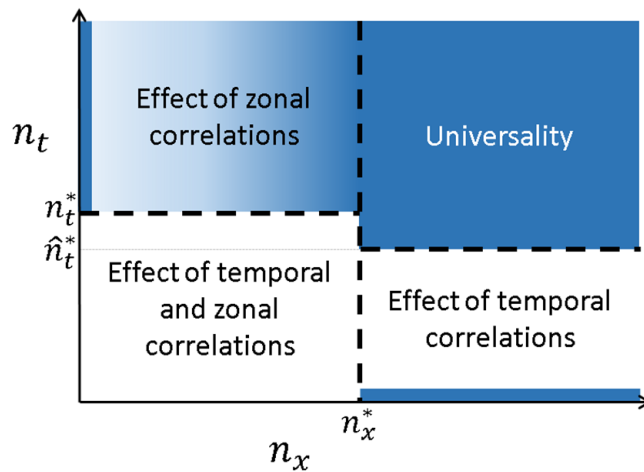 Effect of zonal
correlations
Universality
n_t
n_t^*
n̂_t^*
Effect of temporal
and zonal
correlations
Effect of temporal
correlations
n_x^*
n_x